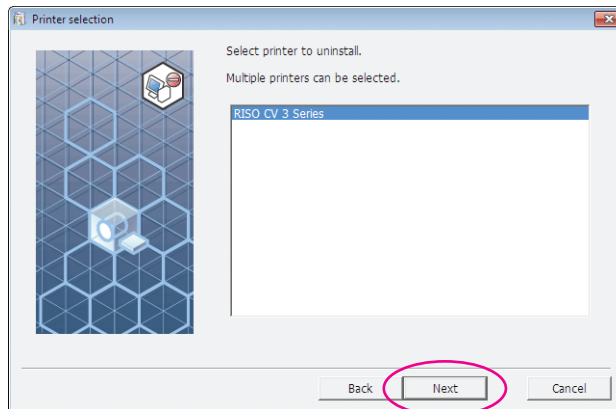 Printer selection
Select printer to uninstall.
Multiple printers can be selected.
RISO CV 3 Series
Back Next Cancel